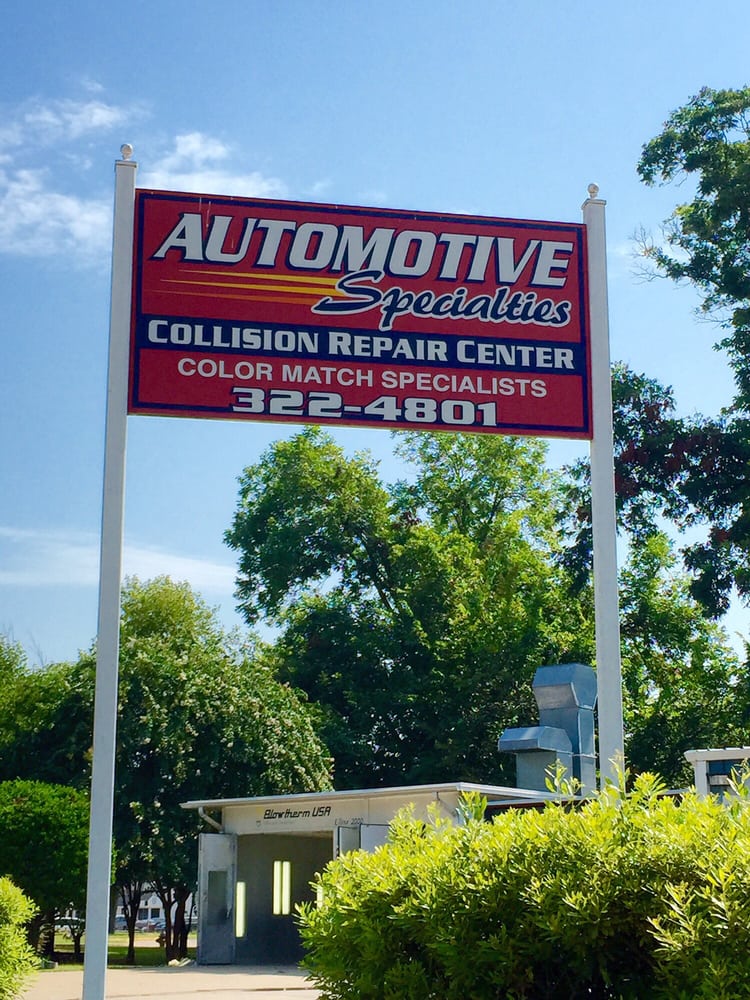 AUTOMOTIVE
Specialties
COLLISION REPAIR CENTER
COLOR MATCH SPECIALISTS
322-4801
Blowtherm USA